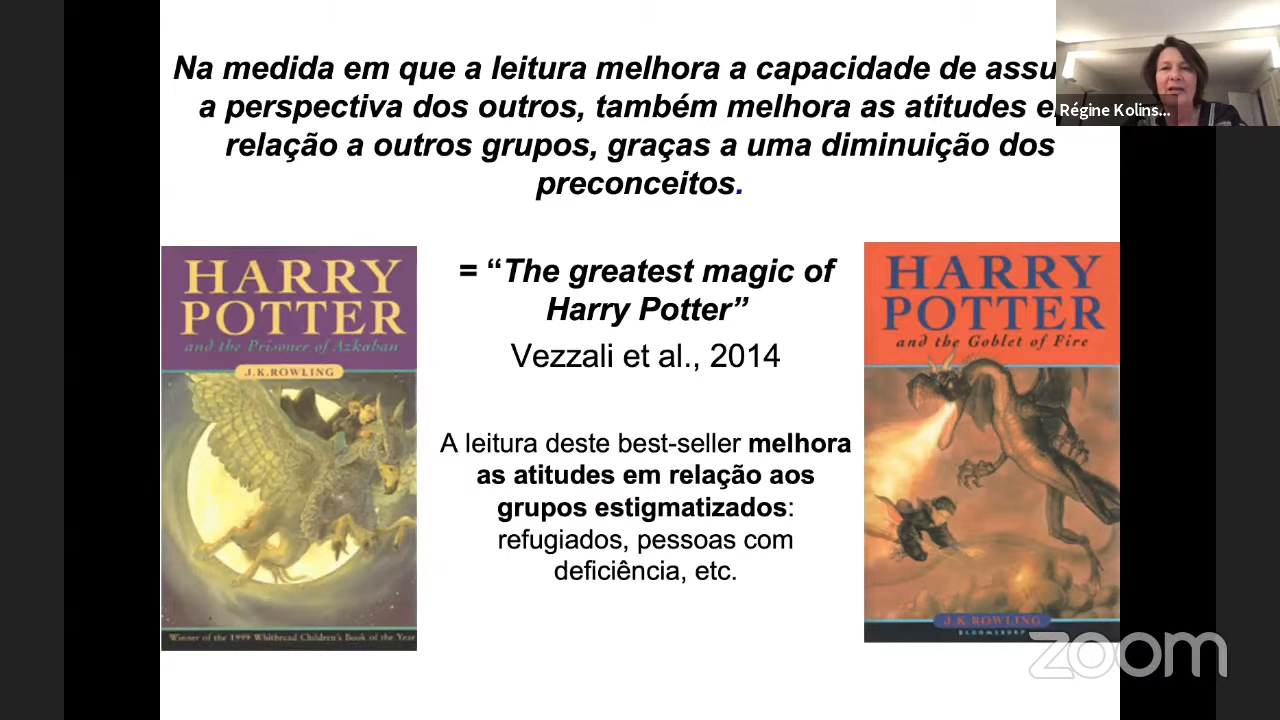 Na medida em que a leitura melhora a capacidade de assu
a perspectiva dos outros, também melhora as atitudes e
relação a outros grupos, graças a uma diminuição dos
preconceitos.
Régine Kolins...
HARRY
POTTER
and the Prisoner of Azkaban
J.K.ROWLING
Winner of the 1999 Whitbread Children's Book of the Year
= “The greatest magic of
Harry Potter”
Vezzali et al., 2014
A leitura deste best-seller melhora
as atitudes em relação aos
grupos estigmatizados:
refugiados, pessoas com
deficiência, etc.
HARRY
POTTER
and the Goblet of Fire
J.K.ROWLING
BLOOMSBURY
zoom